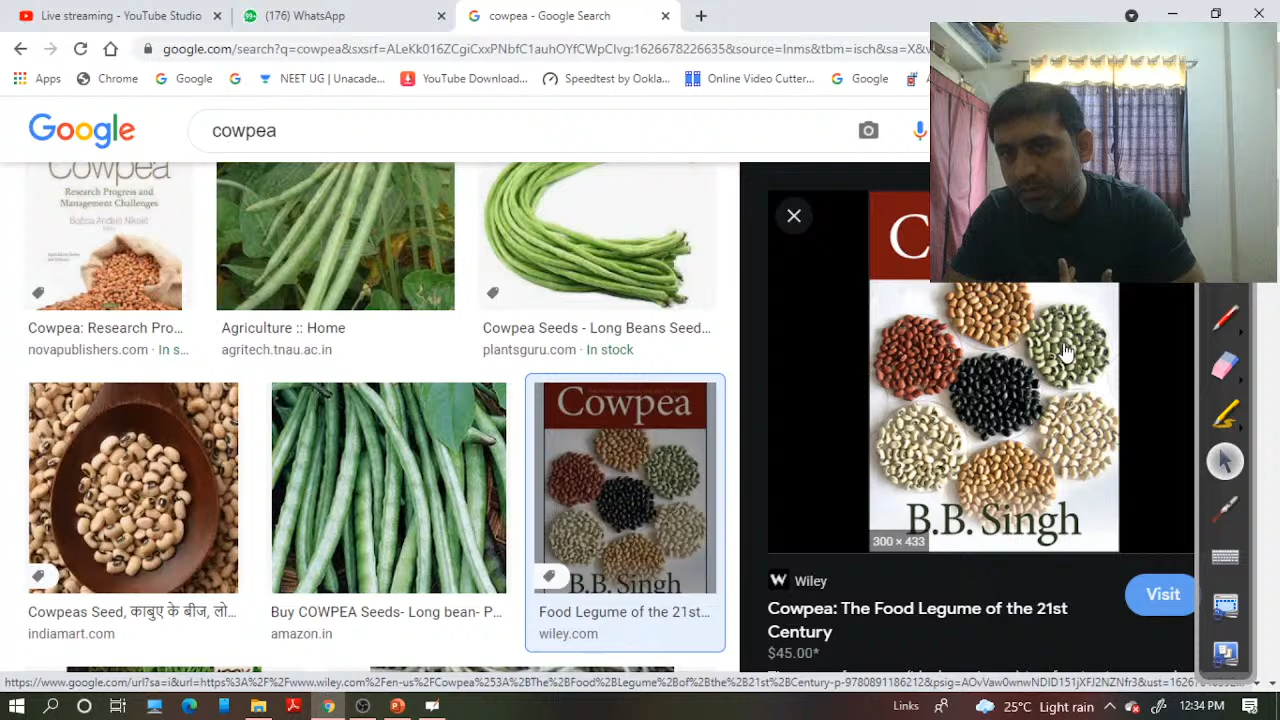 Live streaming - YouTube Studio
(176) WhatsApp
cowpea - Google Search
google.com/search?q=cowpea&sxsrf=ALeKk016ZCgiCxxPNbfC1auhOYfCWpCIvg:1626678226635&source=lnms&tbm=isch&sa=X&v
Apps
Chrome
Google
NEET UG | Unacade...
YouTube Download...
Speedtest by Ookla...
Online Video Cutter...
Google
Google
cowpea
Cowpea
Research Progress and
Management Challenges
Cowpea: Research Pro...
novapublishers.com · In s...
Agriculture :: Home
agritech.tnau.ac.in
Cowpea Seeds - Long Beans Seed...
plantsguru.com · In stock
Cowpea
B.B. Singh
Cowpeas Seed, काबुए के बीज, लो...
indiamart.com
Buy COWPEA Seeds- Long bean- P...
amazon.in
Food Legume of the 21st...
wiley.com
C
B.B. Singh
300 × 433
Wiley
Visit
Cowpea: The Food Legume of the 21st
Century
$45.00*
25°C Light rain
Links
12:34 PM